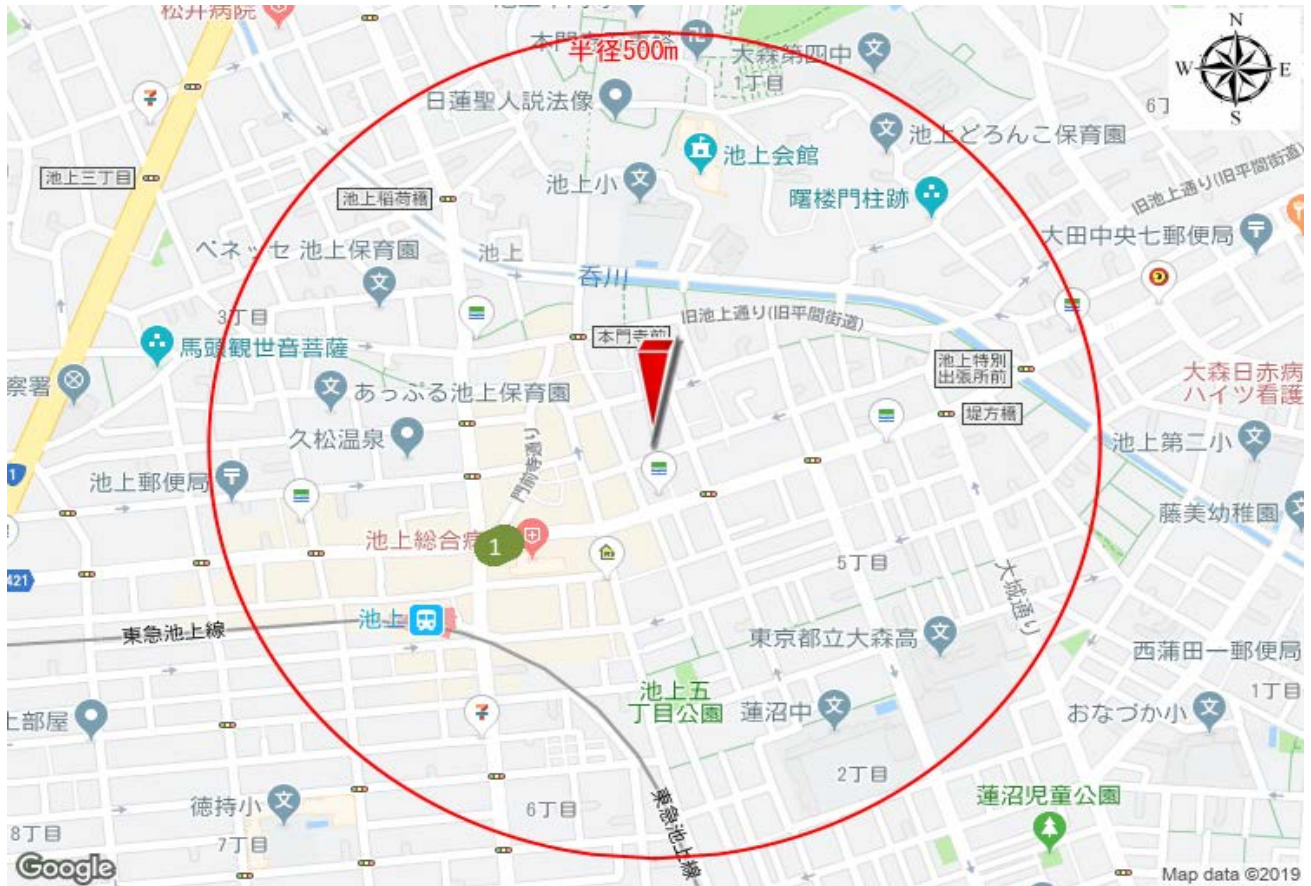 松井病院
半径500m
大森第四中
1丁目
日蓮聖人説法像
池上どろんこ保育園
池上会館
池上三丁目
池上小
池上稲荷橋
曙楼門柱跡
旧池上通り(旧平間街道)
大田中央七郵便局
ベネッセ 池上保育園
池上
呑川
3丁目
旧池上通り(旧平間街道)
本門寺前
馬頭観世音菩薩
池上特別
出張所前
大森日赤病
ハイツ看護
察署
あっぷる池上保育園
堤方橋
久松温泉
池上第二小
門前寺通り
池上郵便局
1
藤美幼稚園
池上総合病
1
421
5丁目
大城通り
池上
東急池上線
東京都立大森高
西蒲田一郵便局
池上五
丁目公園
1丁目
蓮沼中
おなづか小
上部屋
2丁目
徳持小
6丁目
東急池上線
蓮沼児童公園
8丁目
7丁目
Google
Map data ©2019
N
W
E
S